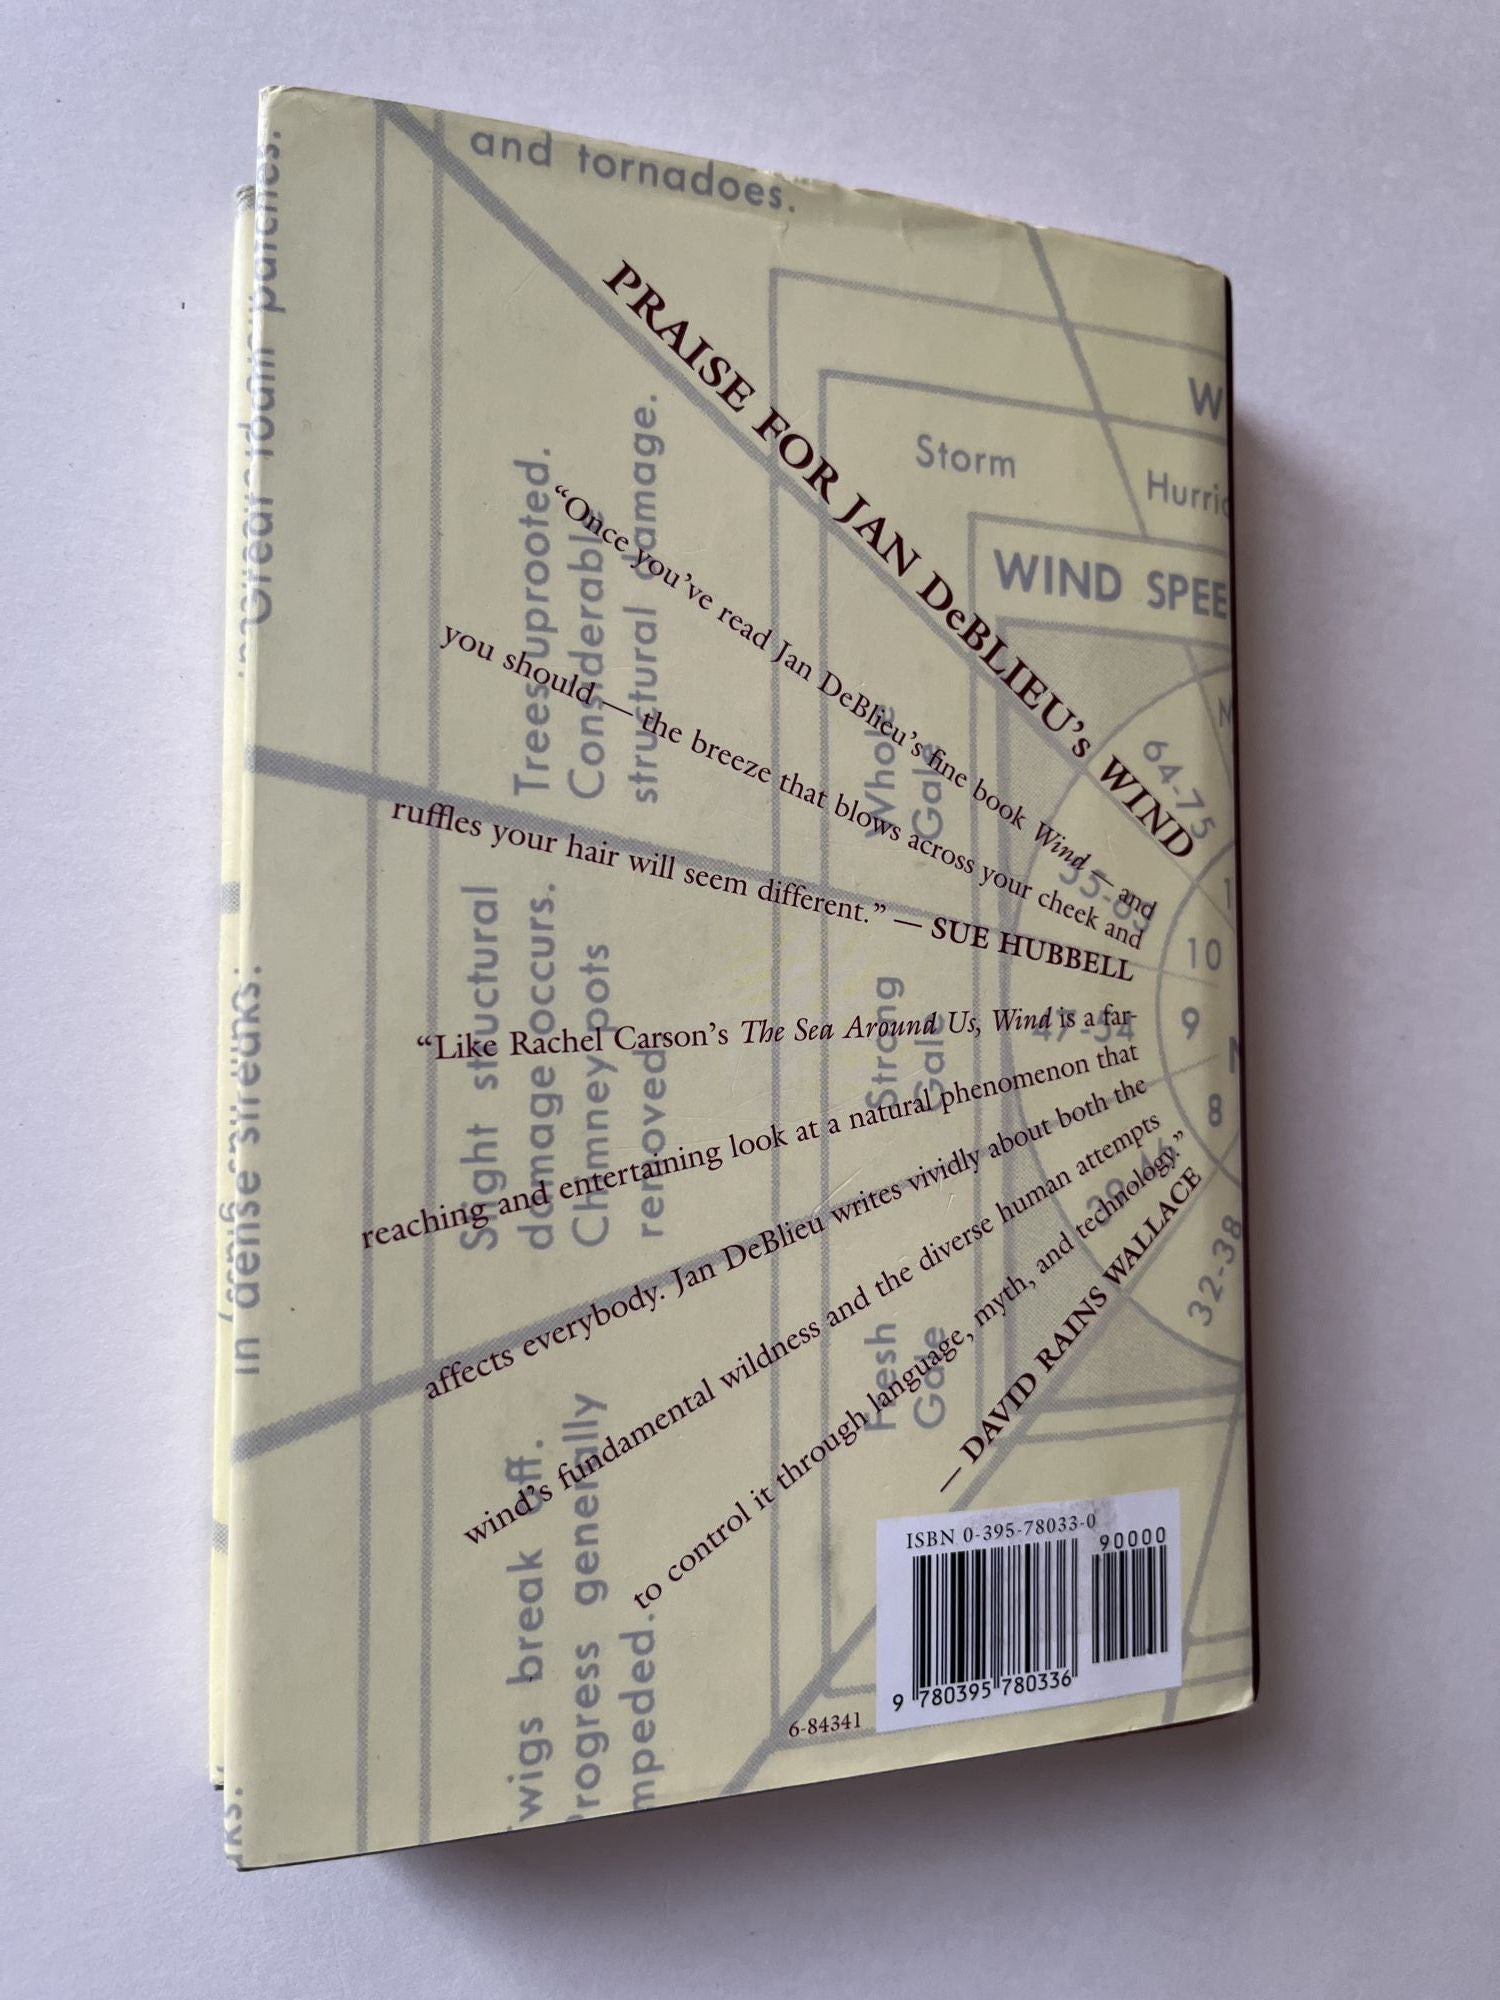 and tornadoes.
PRAISE FOR JAN DeBLIEU's WIND
“Once you’ve read Jan DeBlieu’s fine book Wind — and
you should — the breeze that blows across your cheek and
ruffles your hair will seem different.” — SUE HUBBELL
“Like Rachel Carson’s The Sea Around Us, Wind is a far-
reaching and entertaining look at a natural phenomenon that
affects everybody. Jan DeBlieu writes vividly about both the
wind’s fundamental wildness and the diverse human attempts
to control it through language, myth, and technology.”
— DAVID RAINS WALLACE
W
Storm
Hurric
WIND SPEE
Trees uprooted.
Considerable
structural damage.
Whole
Gale
Slight stuctural
damage occurs.
Chimney pots
removed
Strong
Gale
wigs break off.
rogress generally
mpeded.
Fresh
Gale
in dense streaks.
64-75
55-63
47-54
32-38
10
9
8
ISBN 0-395-78033-0
90000
9 780395 780336
6-84341